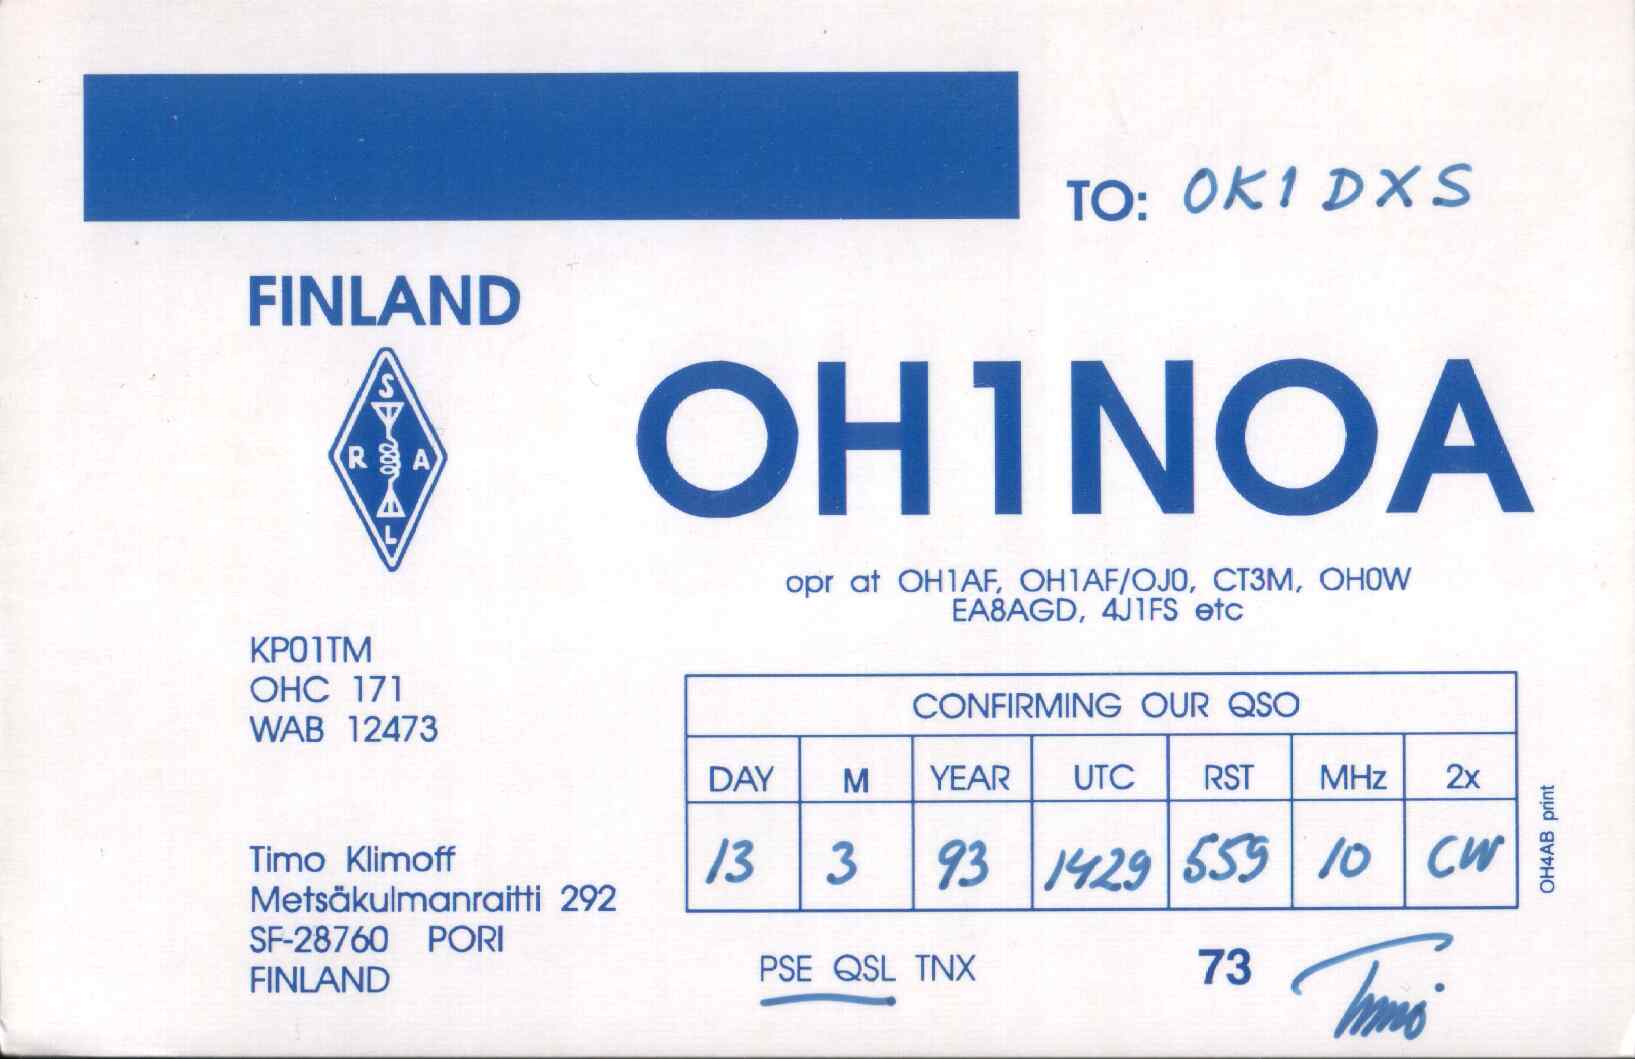 TO: OK1DXS
FINLAND
S
R A
L
OH1NOA
opr at OH1AF, OH1AF/OJ0, CT3M, OH0W
EA8AGD, 4J1FS etc
KP01TM
OHC 171
WAB 12473
CONFIRMING OUR QSO
DAY M YEAR UTC RST MHz 2x
13 3 93 1429 559 10 CW
OH4AB print
Timo Klimoff
Metsäkulmanraitti 292
SF-28760 PORI
FINLAND
PSE QSL TNX
73 Timo